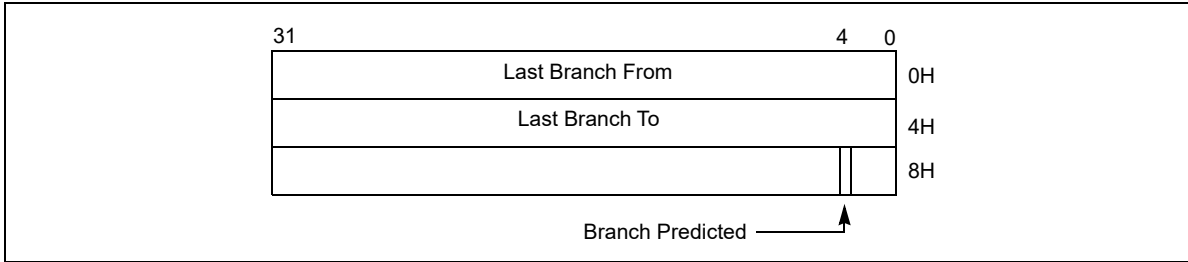 31 4 0
Last Branch From 0H
Last Branch To 4H
8H
Branch Predicted